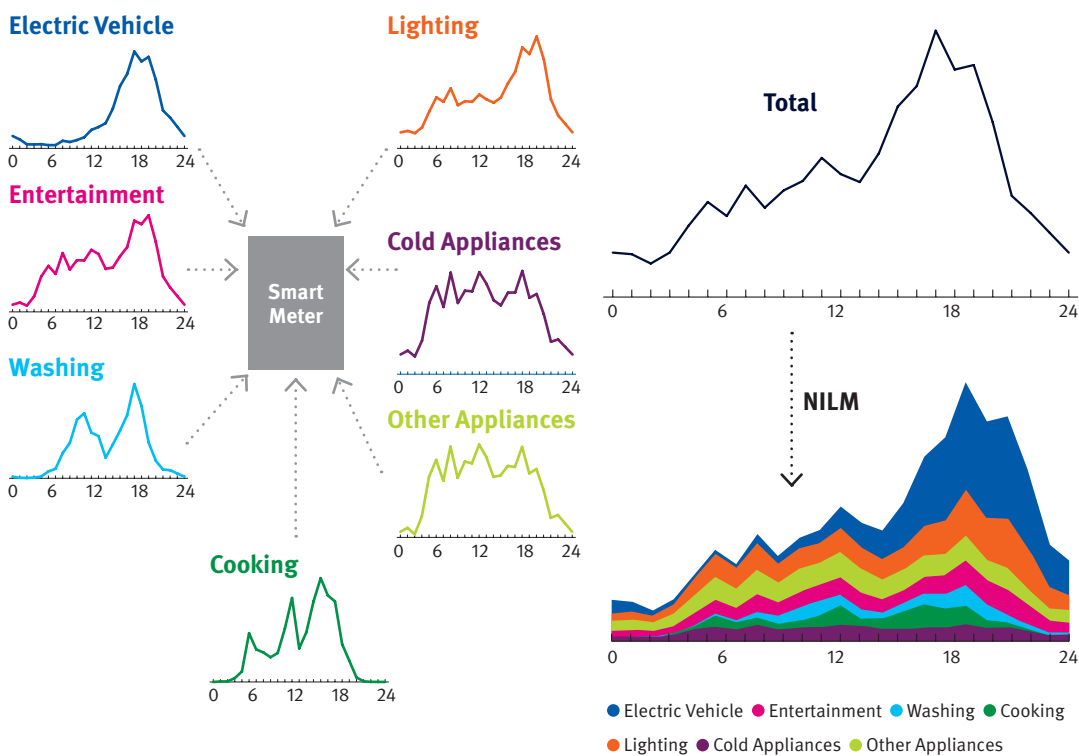 Electric Vehicle
0 6 12 18 24
Lighting
0 6 12 18 24
Total
0 6 12 18 24
Entertainment
0 6 12 18 24
Smart
Meter
Cold Appliances
0 6 12 18 24
Washing
0 6 12 18 24
Other Appliances
0 6 12 18 24
Cooking
0 6 12 18 24
NILM
0 6 12 18 24
Electric Vehicle Entertainment Washing Cooking
Lighting Cold Appliances Other Appliances